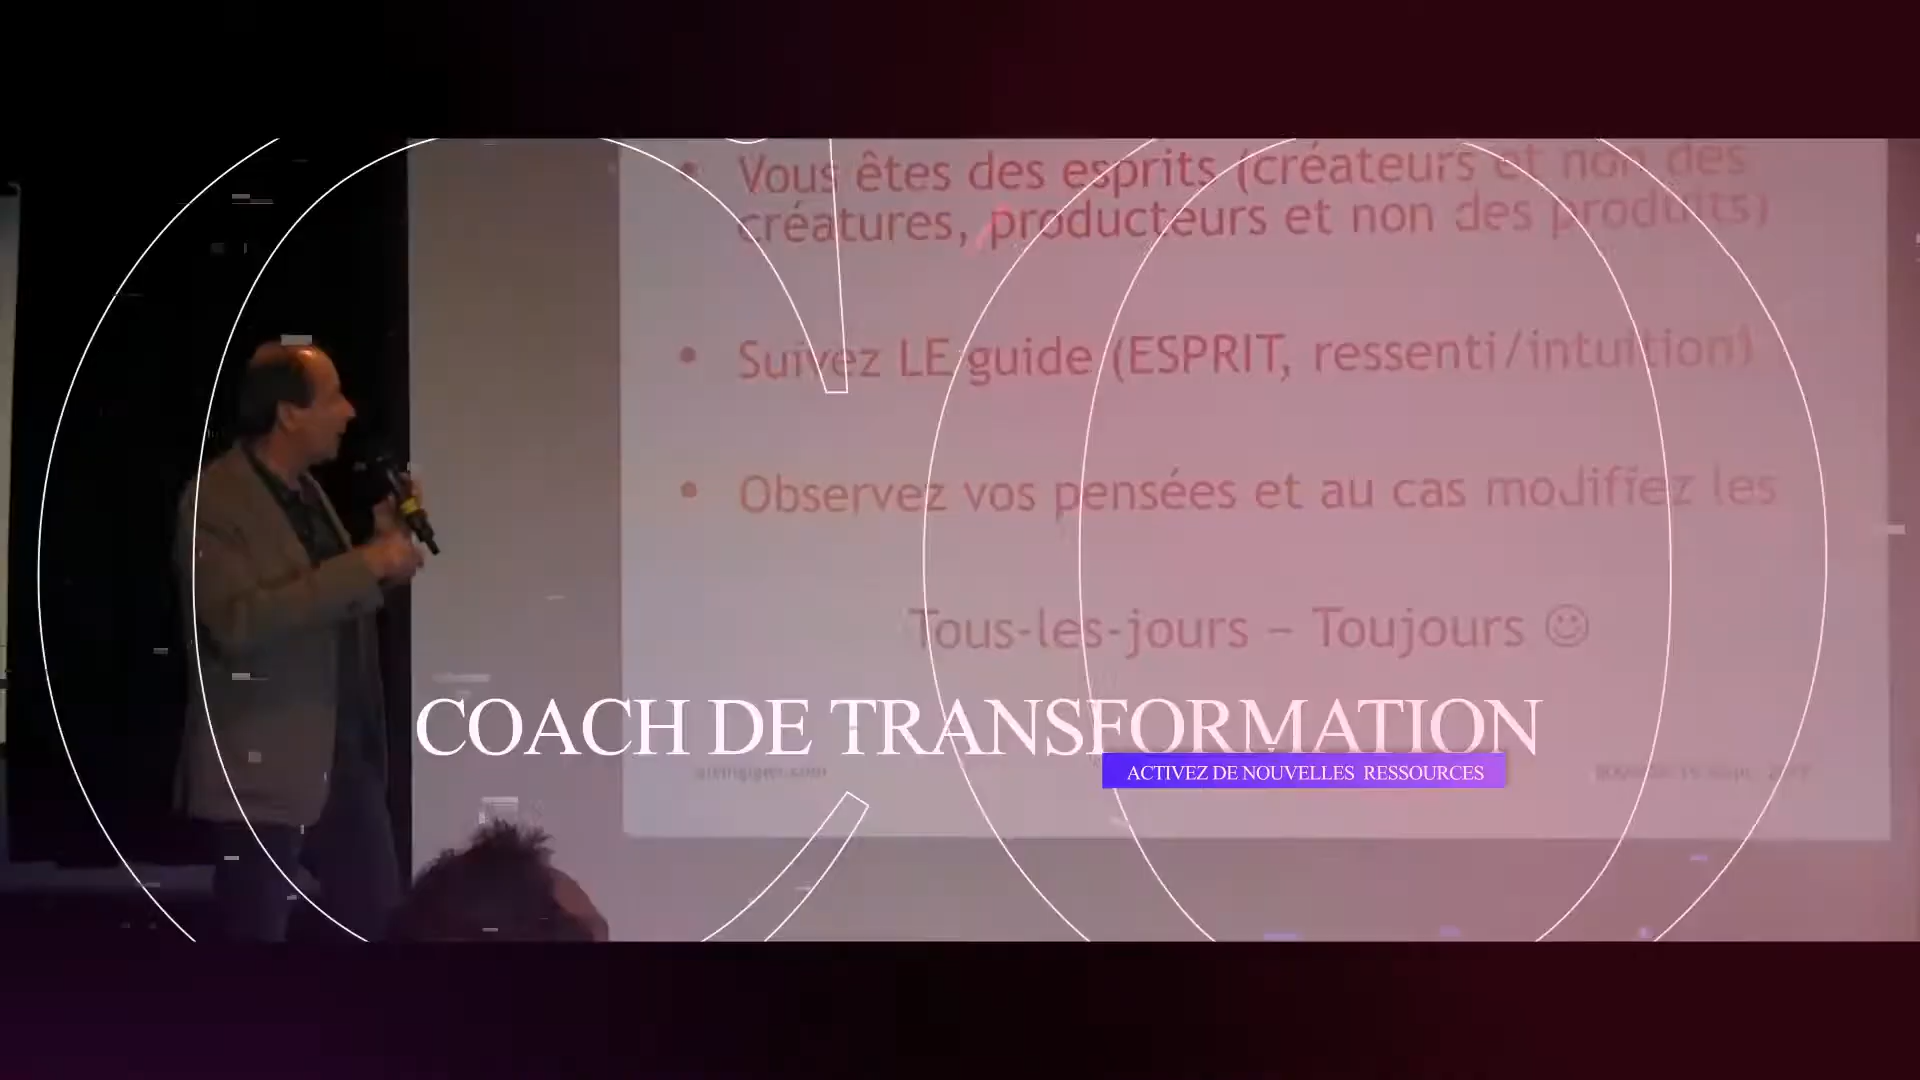 Vous êtes des esprits (créateurs et non des
créatures, producteurs et non des produits)
Suivez LE guide (ESPRIT, ressenti/intuition)
Observez vos pensées et au cas modifiez les
Tous-les-jours – Toujours ☺
COACH DE TRANSFORMATION
ACTIVEZ DE NOUVELLES RESSOURCES
CO